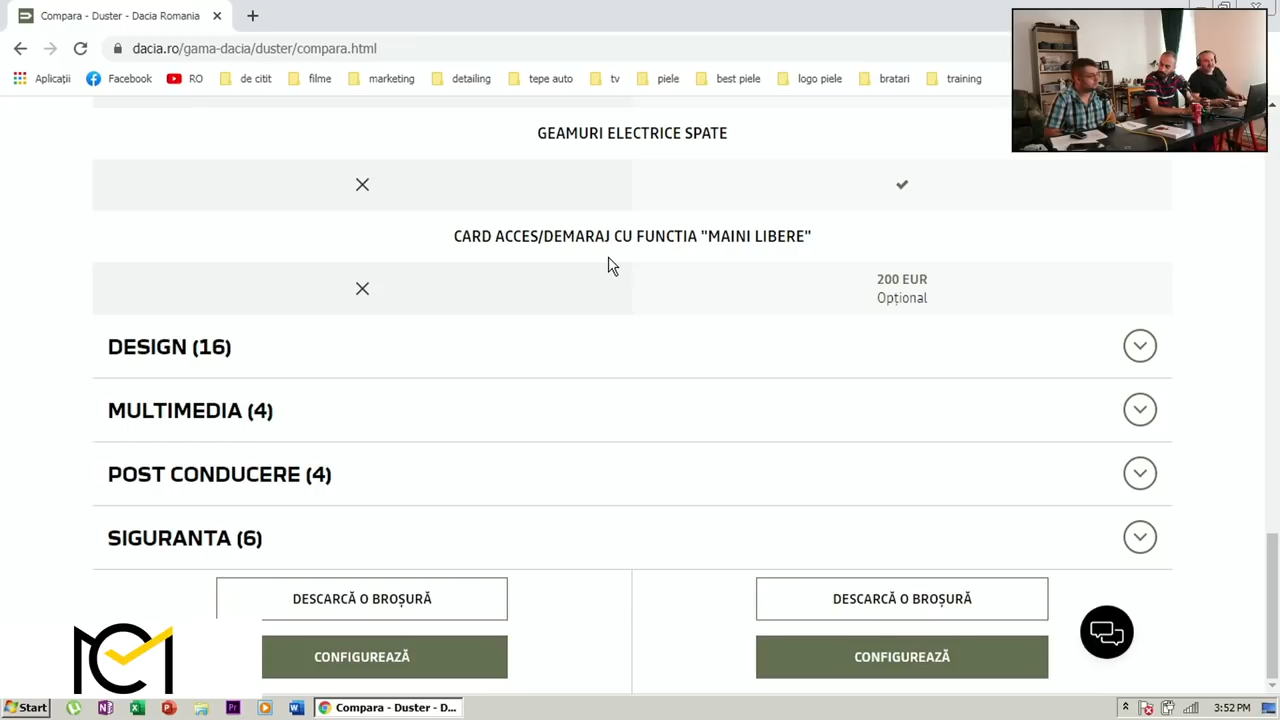 Compara - Duster - Dacia Romania
dacia.ro/gama-dacia/duster/compara.html
Aplicații Facebook RO de citit filme marketing detailing tepe auto tv piele best piele logo piele bratari training
GEAMURI ELECTRICE SPATE
CARD ACCES/DEMARAJ CU FUNCTIA "MAINI LIBERE"
200 EUR
Opțional
DESIGN (16)
MULTIMEDIA (4)
POST CONDUCERE (4)
SIGURANTA (6)
DESCARCĂ O BROȘURĂ DESCARCĂ O BROȘURĂ
CONFIGUREAZĂ CONFIGUREAZĂ
Start Compara - Duster - D... 3:52 PM